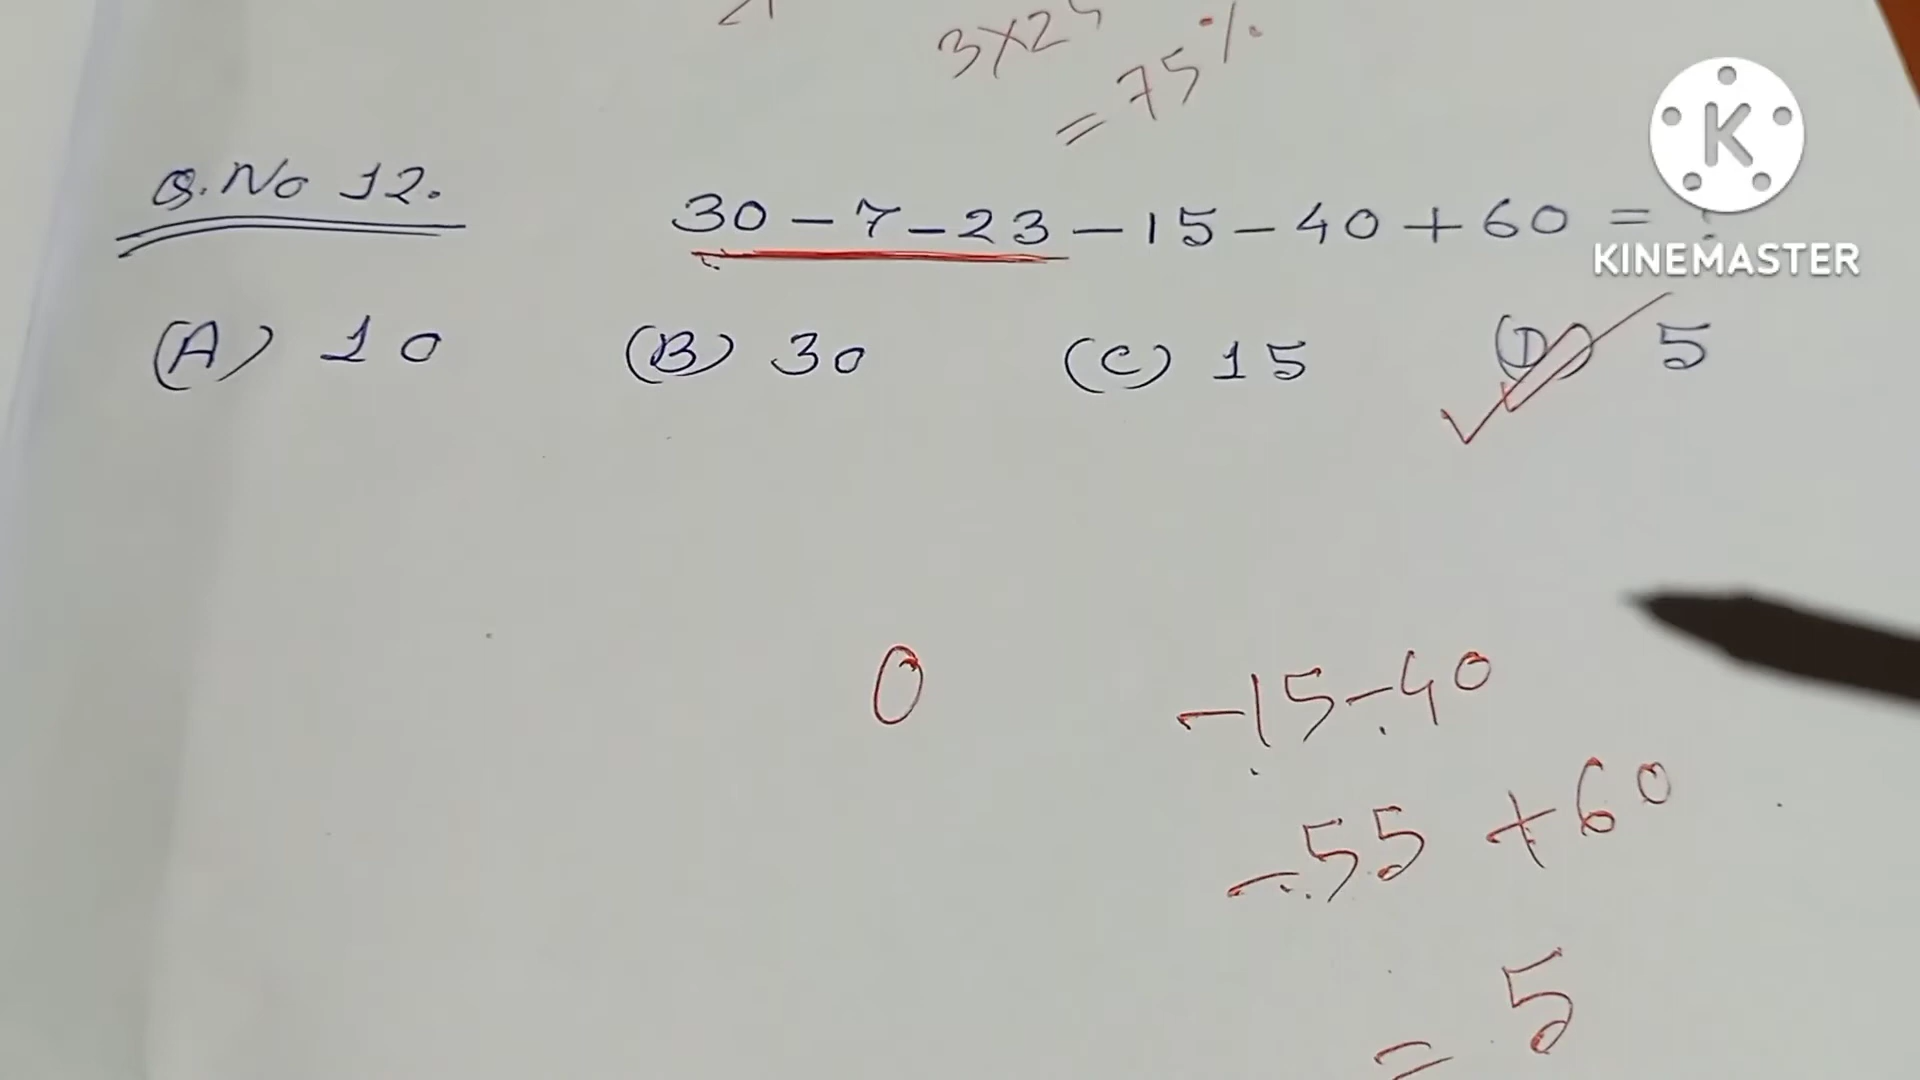 3×2
= 75%
Q. No 12.
30 – 7 – 23 – 15 – 40 + 60 = ?
(A) 10 (B) 30 (C) 15 (D) 5
0 –15–40
–55 +60
= 5
K
KINEMASTER